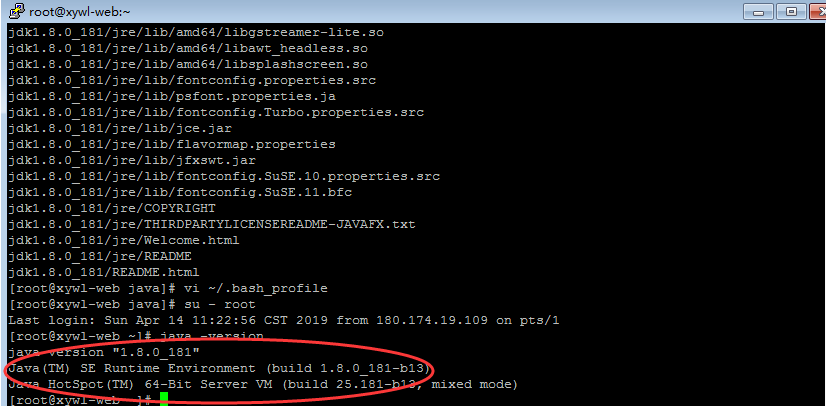 root@xywl-web:~
jdk1.8.0_181/jre/lib/amd64/libgstreamer-lite.so
jdk1.8.0_181/jre/lib/amd64/libawt_headless.so
jdk1.8.0_181/jre/lib/amd64/libsplashscreen.so
jdk1.8.0_181/jre/lib/fontconfig.properties.src
jdk1.8.0_181/jre/lib/psfont.properties.ja
jdk1.8.0_181/jre/lib/fontconfig.Turbo.properties.src
jdk1.8.0_181/jre/lib/jce.jar
jdk1.8.0_181/jre/lib/flavormap.properties
jdk1.8.0_181/jre/lib/jfxswt.jar
jdk1.8.0_181/jre/lib/fontconfig.SuSE.10.properties.src
jdk1.8.0_181/jre/lib/fontconfig.SuSE.11.bfc
jdk1.8.0_181/jre/COPYRIGHT
jdk1.8.0_181/jre/THIRDPARTYLICENSEREADME-JAVAFX.txt
jdk1.8.0_181/jre/Welcome.html
jdk1.8.0_181/jre/README
jdk1.8.0_181/README.html
[root@xywl-web java]# vi ~/.bash_profile
[root@xywl-web java]# su - root
Last login: Sun Apr 14 11:22:56 CST 2019 from 180.174.19.109 on pts/1
[root@xywl-web ~]# java -version
java version "1.8.0_181"
Java(TM) SE Runtime Environment (build 1.8.0_181-b13)
Java HotSpot(TM) 64-Bit Server VM (build 25.181-b13, mixed mode)
[root@xywl-web ~]#